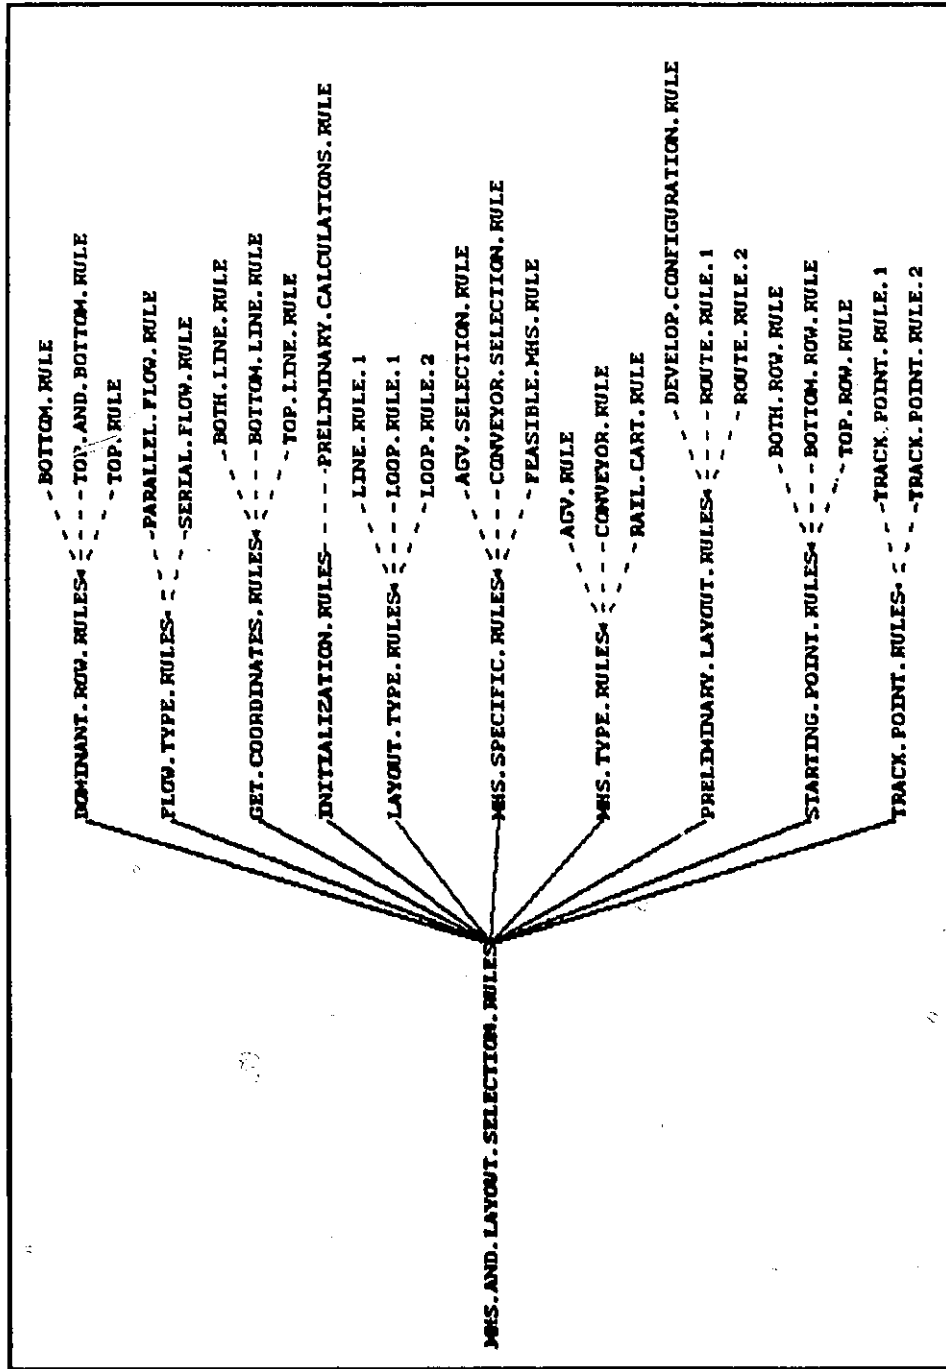 MHS.AND.LAYOUT.SELECTION.RULES
DOMINANT.ROW.RULES
BOTTOM.RULE
TOP.AND.BOTTOM.RULE
TOP.RULE
FLOW.TYPE.RULES
PARALLEL.FLOW.RULE
SERIAL.FLOW.RULE
GET.COORDINATES.RULES
BOTH.LINE.RULE
BOTTOM.LINE.RULE
TOP.LINE.RULE
INITIALIZATION.RULES
PRELIMINARY.CALCULATIONS.RULE
LAYOUT.TYPE.RULES
LINE.RULE.1
LOOP.RULE.1
LOOP.RULE.2
MHS.SPECIFIC.RULES
AGV.SELECTION.RULE
CONVEYOR.SELECTION.RULE
FEASIBLE.MHS.RULE
MHS.TYPE.RULES
AGV.RULE
CONVEYOR.RULE
RAIL.CART.RULE
PRELIMINARY.LAYOUT.RULES
DEVELOP.CONFIGURATION.RULE
ROUTE.RULE.1
ROUTE.RULE.2
STARTING.POINT.RULES
BOTH.ROW.RULE
BOTTOM.ROW.RULE
TOP.ROW.RULE
TRACK.POINT.RULES
TRACK.POINT.RULE.1
TRACK.POINT.RULE.2